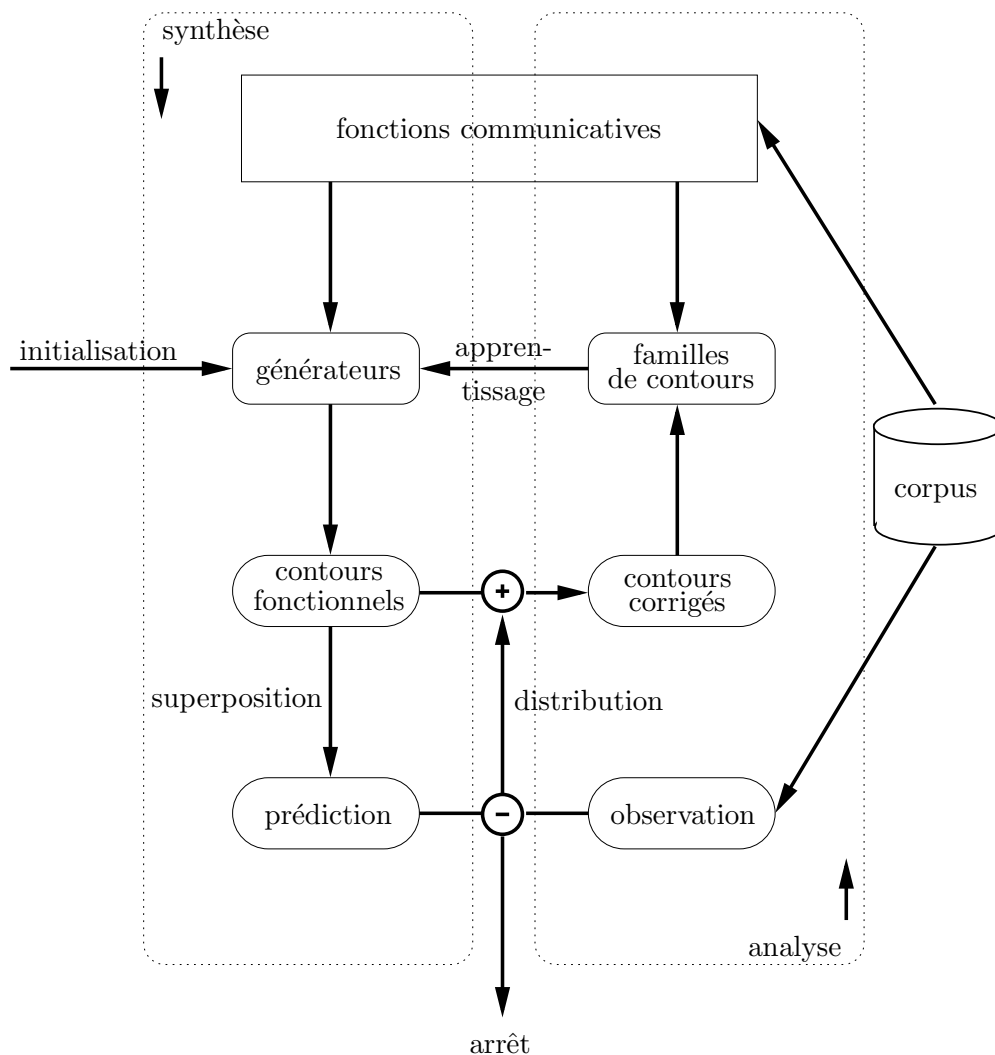 synthèse
fonctions communicatives
initialisation
générateurs
appren-
tissage
familles
de contours
corpus
contours
fonctionnels
+
contours
corrigés
superposition
distribution
prédiction
-
observation
analyse
arrêt